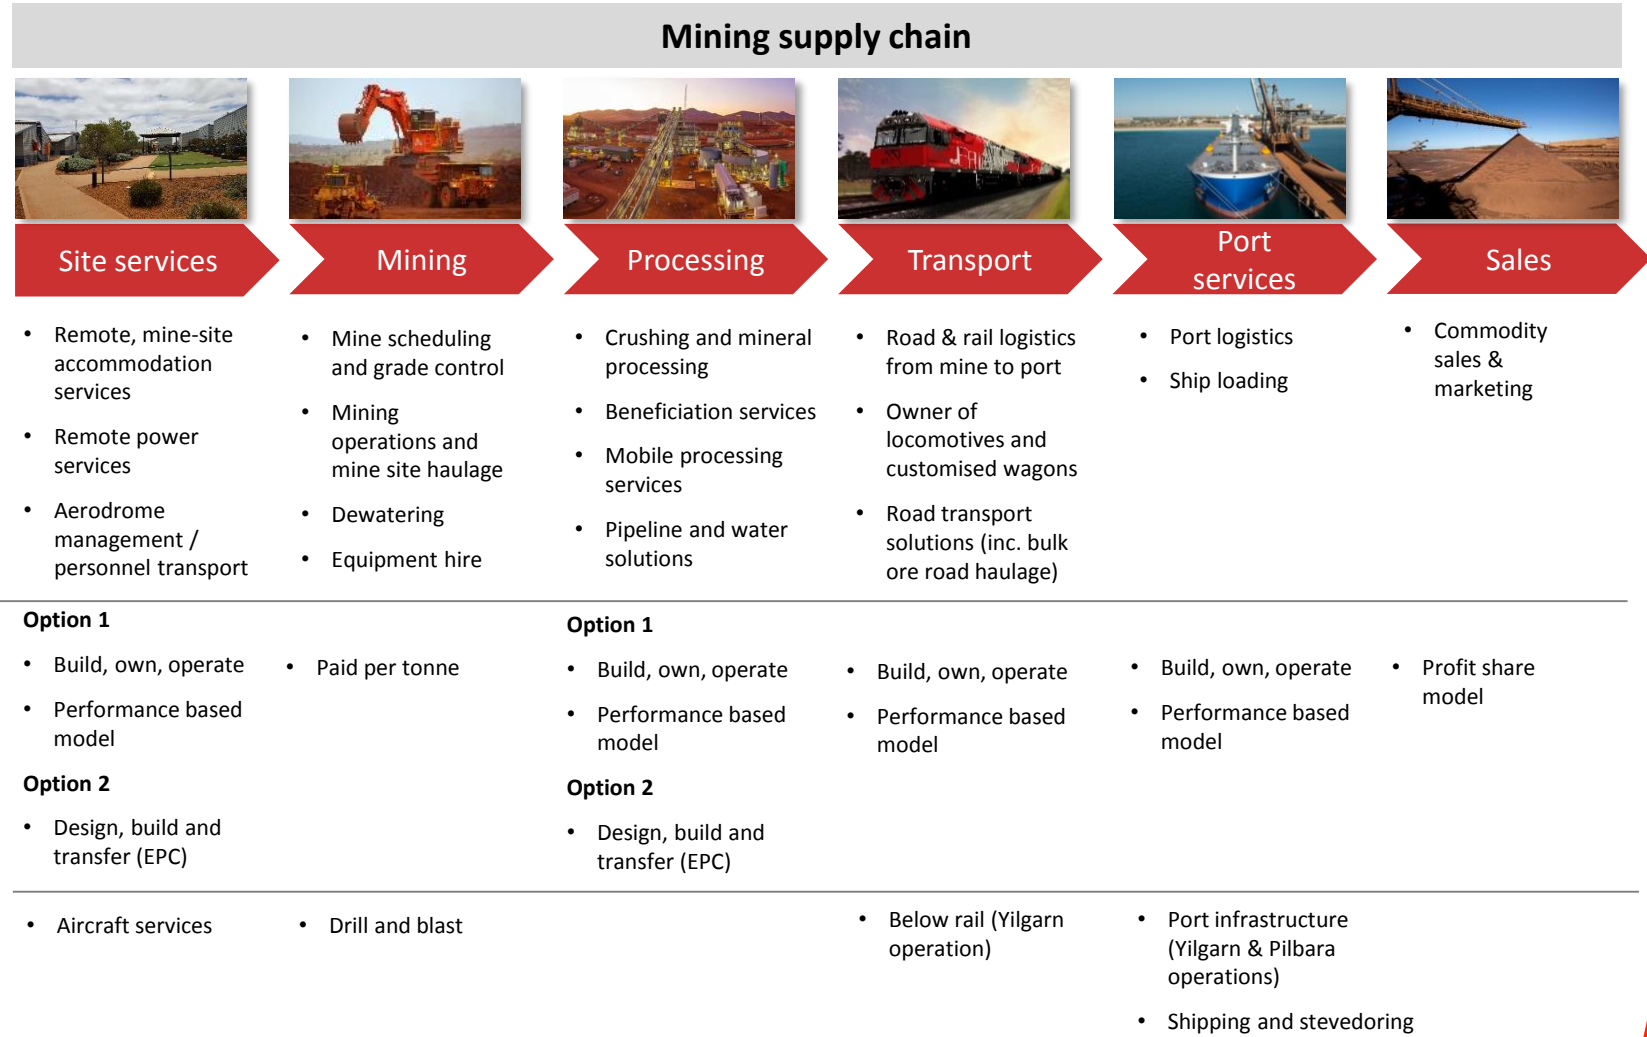 Mining supply chain
Site services
Mining
Processing
Transport
Port
services
Sales
• Remote, mine-site
accommodation
services
• Remote power
services
• Aerodrome
management /
personnel transport
• Mine scheduling
and grade control
• Mining
operations and
mine site haulage
• Dewatering
• Equipment hire
• Crushing and mineral
processing
• Beneficiation services
• Mobile processing
services
• Pipeline and water
solutions
• Road & rail logistics
from mine to port
• Owner of
locomotives and
customised wagons
• Road transport
solutions (inc. bulk
ore road haulage)
• Port logistics
• Ship loading
• Commodity
sales &
marketing
Option 1
• Build, own, operate
• Performance based
model
Option 2
• Design, build and
transfer (EPC)
• Paid per tonne
Option 1
• Build, own, operate
• Performance based
model
Option 2
• Design, build and
transfer (EPC)
• Build, own, operate
• Performance based
model
• Build, own, operate
• Performance based
model
• Profit share
model
• Aircraft services
• Drill and blast
• Below rail (Yilgarn
operation)
• Port infrastructure
(Yilgarn & Pilbara
operations)
• Shipping and stevedoring